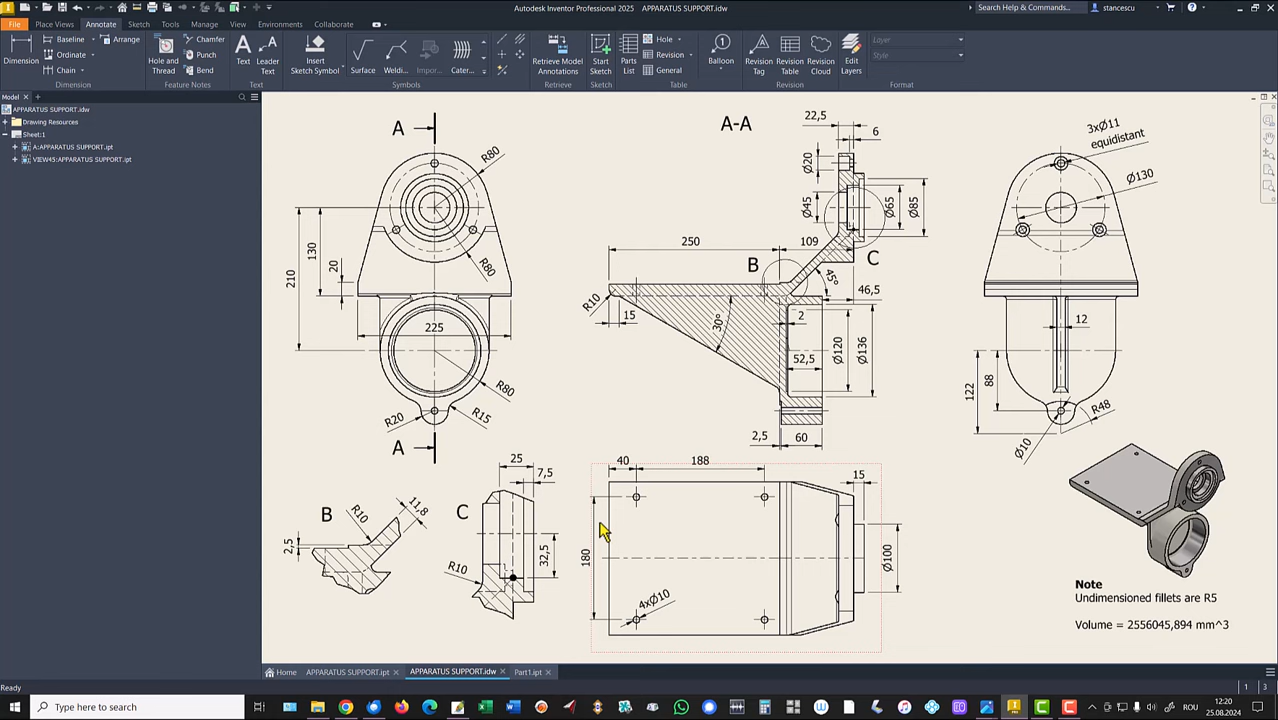 Autodesk Inventor Professional 2025 APPARATUS SUPPORT.idw
Search Help & Commands...
stancescu
File Place Views Annotate Sketch Tools Manage View Environments Collaborate
Dimension
Baseline
Ordinate
Chain
Arrange
Hole and Thread
Chamfer
Punch
Bend
Text
Leader Text
Insert Sketch Symbol
Surface
Weldi...
Impor...
Cater...
Retrieve Model Annotations
Start Sketch
Parts List
Hole
Revision
General
Balloon
Revision Tag
Revision Table
Revision Cloud
Edit Layers
Layer
Style
Dimension
Feature Notes
Text
Symbols
Retrieve
Sketch
Table
Revision
Format
Model
APPARATUS SUPPORT.idw
Drawing Resources
Sheet:1
A:APPARATUS SUPPORT.ipt
VIEW45:APPARATUS SUPPORT.ipt
A
R80
130
210
20
R80
225
R80
R20
R15
A
A-A
22,5
6
Ø20
Ø45
Ø65
Ø85
250
109
B
C
45°
46,5
R10
15
30°
2
52,5
Ø120
Ø136
2,5
60
3xØ11
equidistant
Ø130
12
122
88
R48
Ø10
B
R10
11,8
2,5
C
25
7,5
32,5
R10
40
188
15
180
Ø100
4xØ10
Note
Undimensioned fillets are R5
Volume = 2556045,894 mm^3
Home
APPARATUS SUPPORT.ipt
APPARATUS SUPPORT.idw
Part1.ipt
Ready
1
3
Type here to search
ROU
12:20
25.08.2024